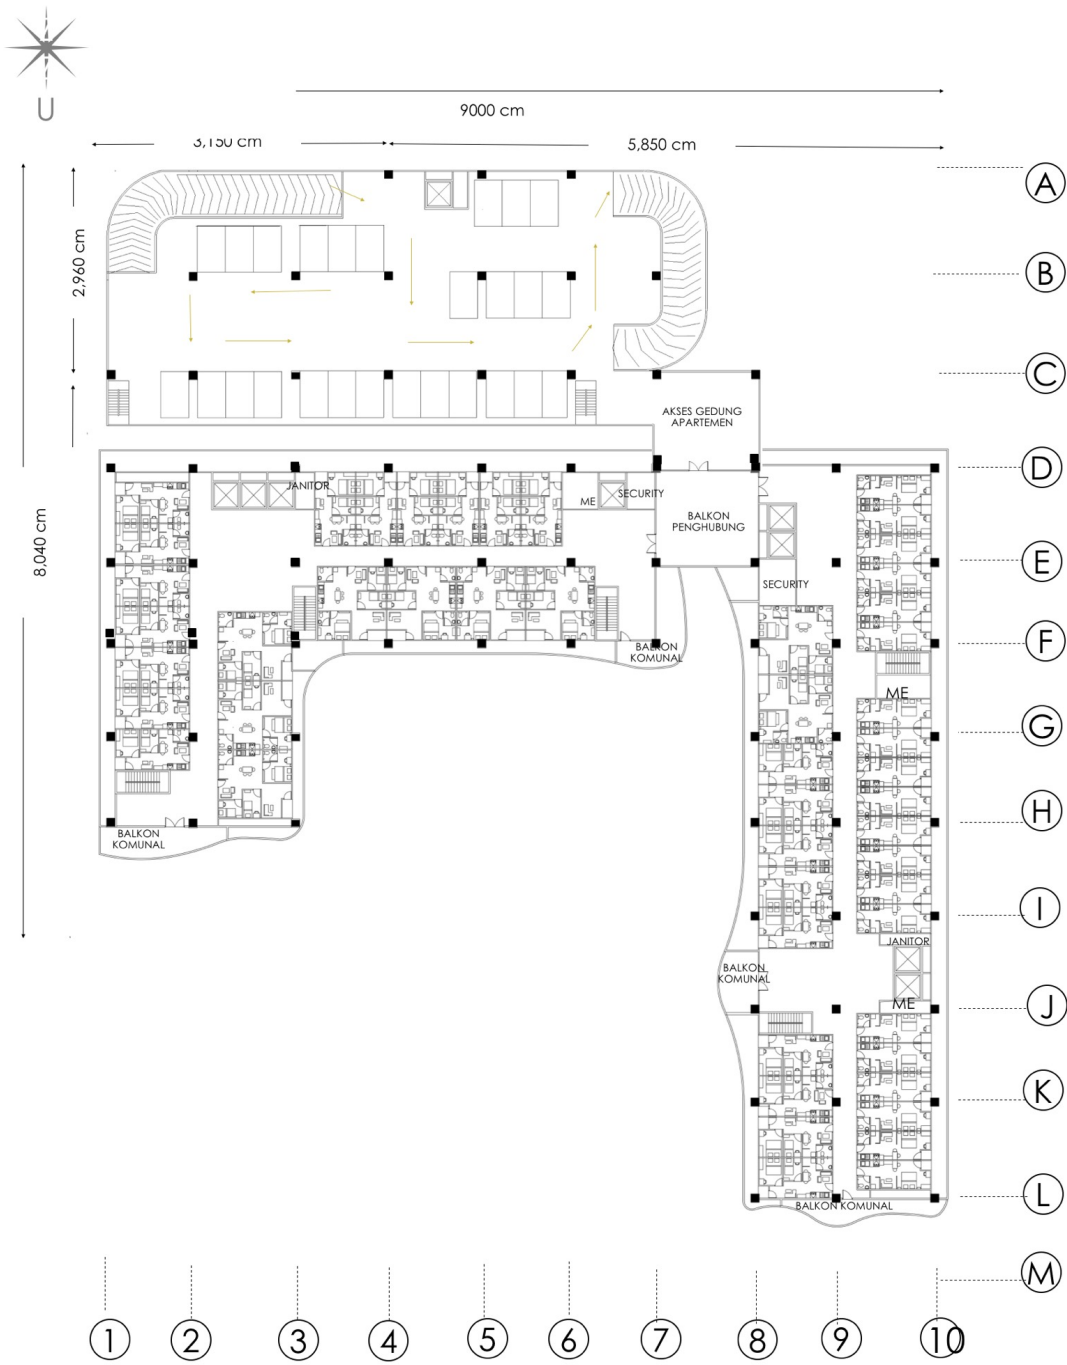 U
9000 cm
3,150 cm
5,850 cm
A
2,960 cm
B
C
AKSES GEDUNG
APARTEMEN
D
JANITOR
ME
SECURITY
BALKON
PENGHUBUNG
8,040 cm
E
SECURITY
F
BALKON
KOMUNAL
ME
G
H
BALKON
KOMUNAL
I
JANITOR
BALKON
KOMUNAL
ME
J
K
L
BALKON KOMUNAL
M
1
2
3
4
5
6
7
8
9
10